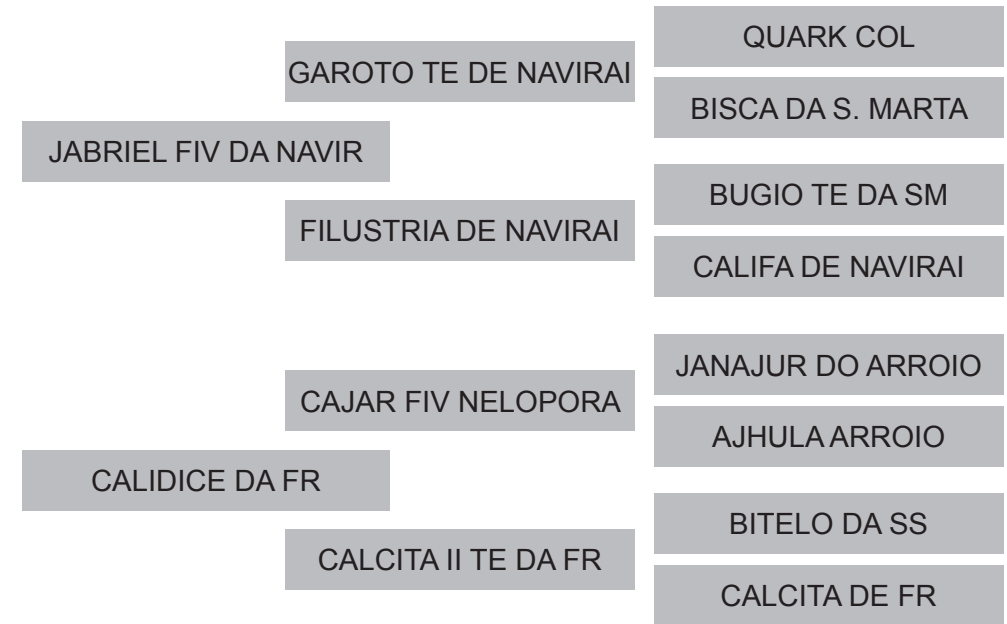 QUARK COL
GAROTO TE DE NAVIRAI
BISCA DA S. MARTA
JABRIEL FIV DA NAVIR
BUGIO TE DA SM
FILUSTRIA DE NAVIRAI
CALIFA DE NAVIRAI
JANAJUR DO ARROIO
CAJAR FIV NELOPORA
AJHULA ARROIO
CALIDICE DA FR
BITELO DA SS
CALCITA II TE DA FR
CALCITA DE FR